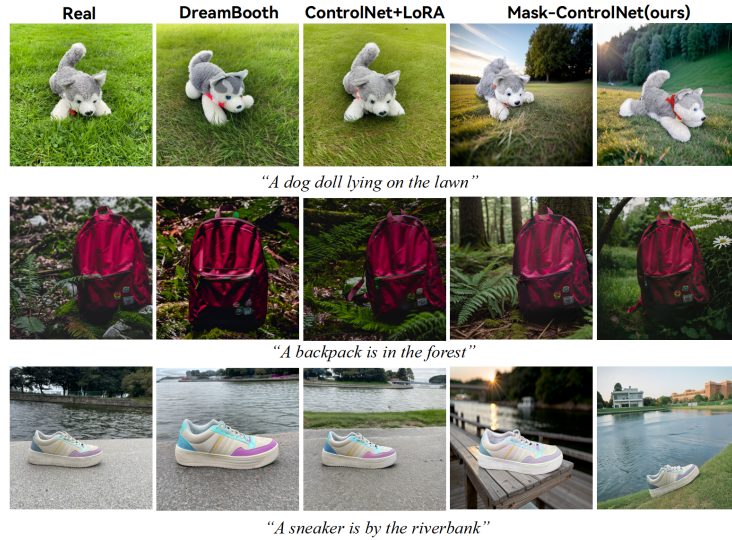 Real DreamBooth ControlNet+LoRA Mask-ControlNet(ours)
“A dog doll lying on the lawn”
“A backpack is in the forest”
“A sneaker is by the riverbank”